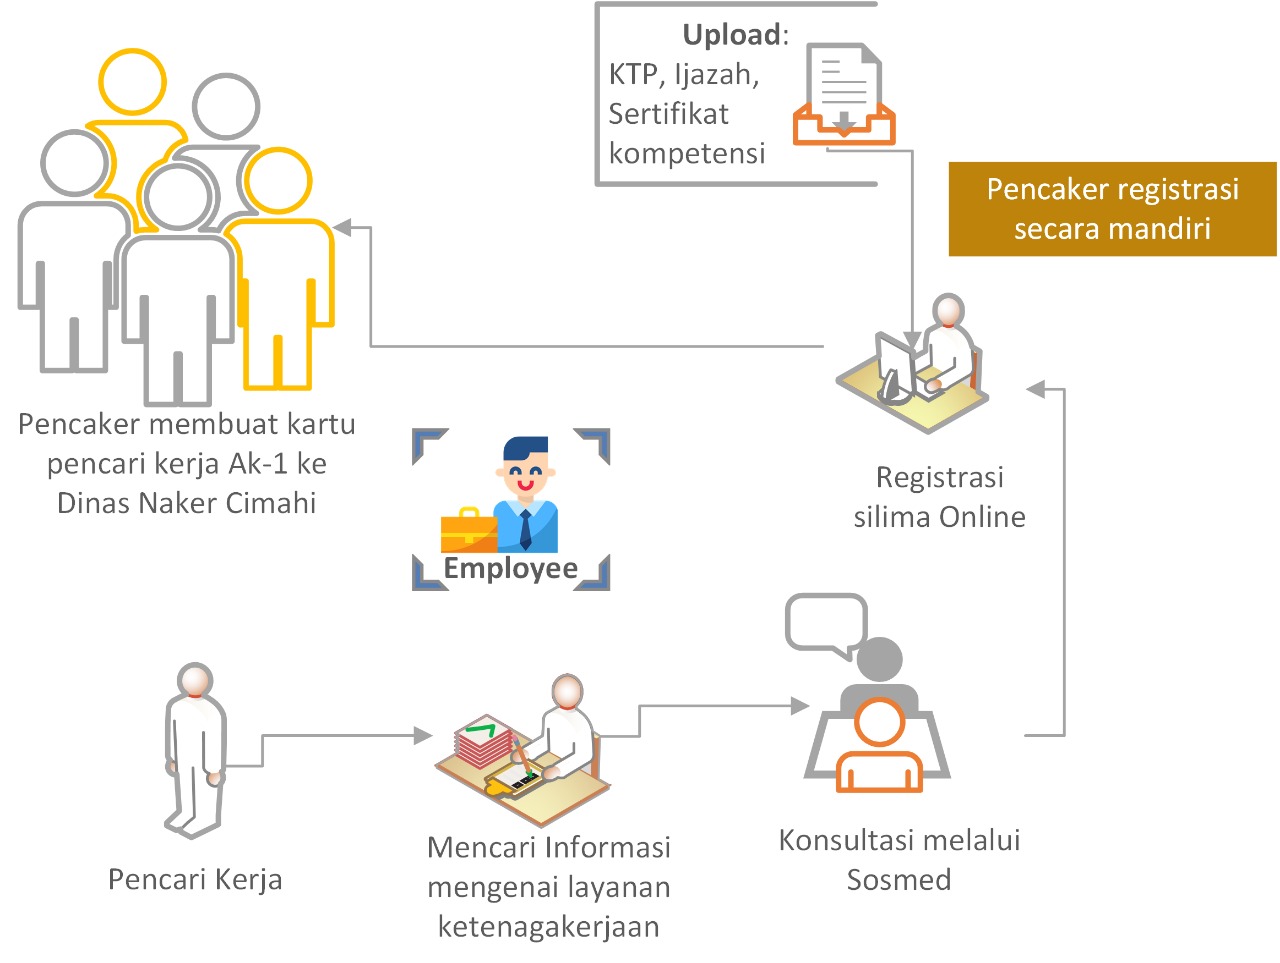 Upload:
KTP, Ijazah,
Sertifikat
kompetensi
Pencaker registrasi
secara mandiri
Pencaker membuat kartu
pencari kerja Ak-1 ke
Dinas Naker Cimahi
Registrasi
silima Online
Employee
Pencari Kerja
Mencari Informasi
mengenai layanan
ketenagakerjaan
Konsultasi melalui
Sosmed